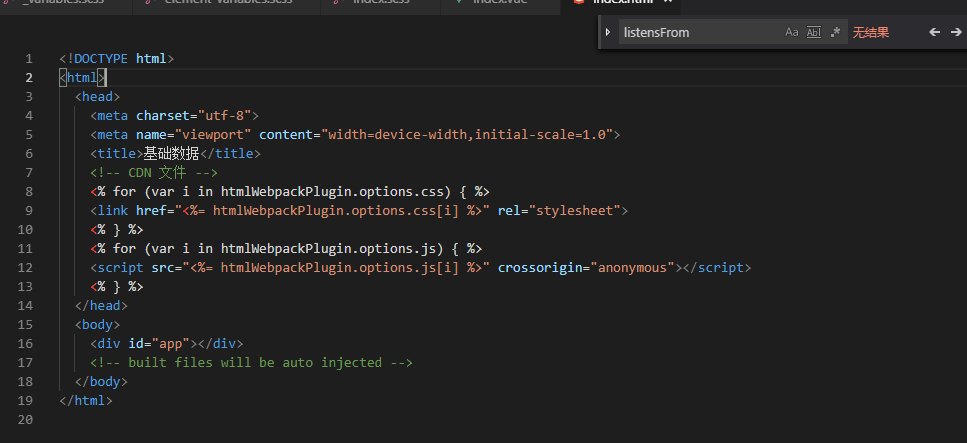 _variables.scss element-variables.scss index.scss index.vue index.html
listensFrom Aa Abl .* 无结果
1 <!DOCTYPE html>
2 <html>
3 <head>
4 <meta charset="utf-8">
5 <meta name="viewport" content="width=device-width,initial-scale=1.0">
6 <title>基础数据</title>
7 <!-- CDN 文件 -->
8 <% for (var i in htmlWebpackPlugin.options.css) { %>
9 <link href="<%= htmlWebpackPlugin.options.css[i] %>" rel="stylesheet">
10 <% } %>
11 <% for (var i in htmlWebpackPlugin.options.js) { %>
12 <script src="<%= htmlWebpackPlugin.options.js[i] %>" crossorigin="anonymous"></script>
13 <% } %>
14 </head>
15 <body>
16 <div id="app"></div>
17 <!-- built files will be auto injected -->
18 </body>
19 </html>
20